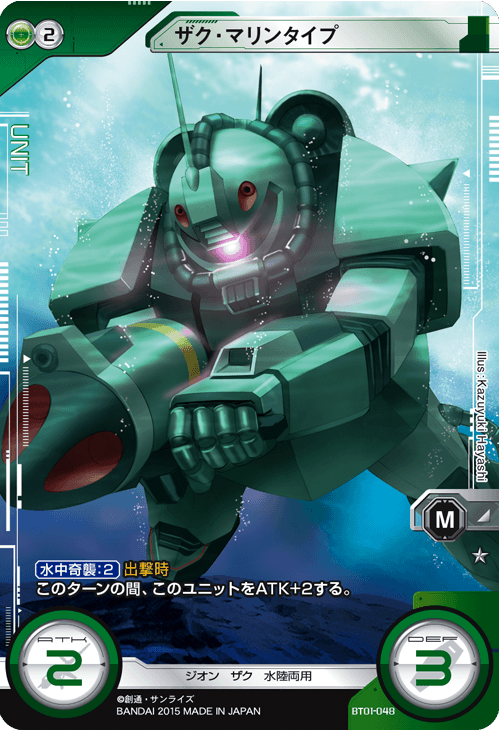 2
ザク・マリンタイプ
UNIT
Illus:Kazuyuki Hayashi
M
水中奇襲:2 出撃時
このターンの間、このユニットをATK+2する。
ATK
2
DEF
3
ジオン ザク 水陸両用
©創通・サンライズ
BANDAI 2015 MADE IN JAPAN
BT01-048